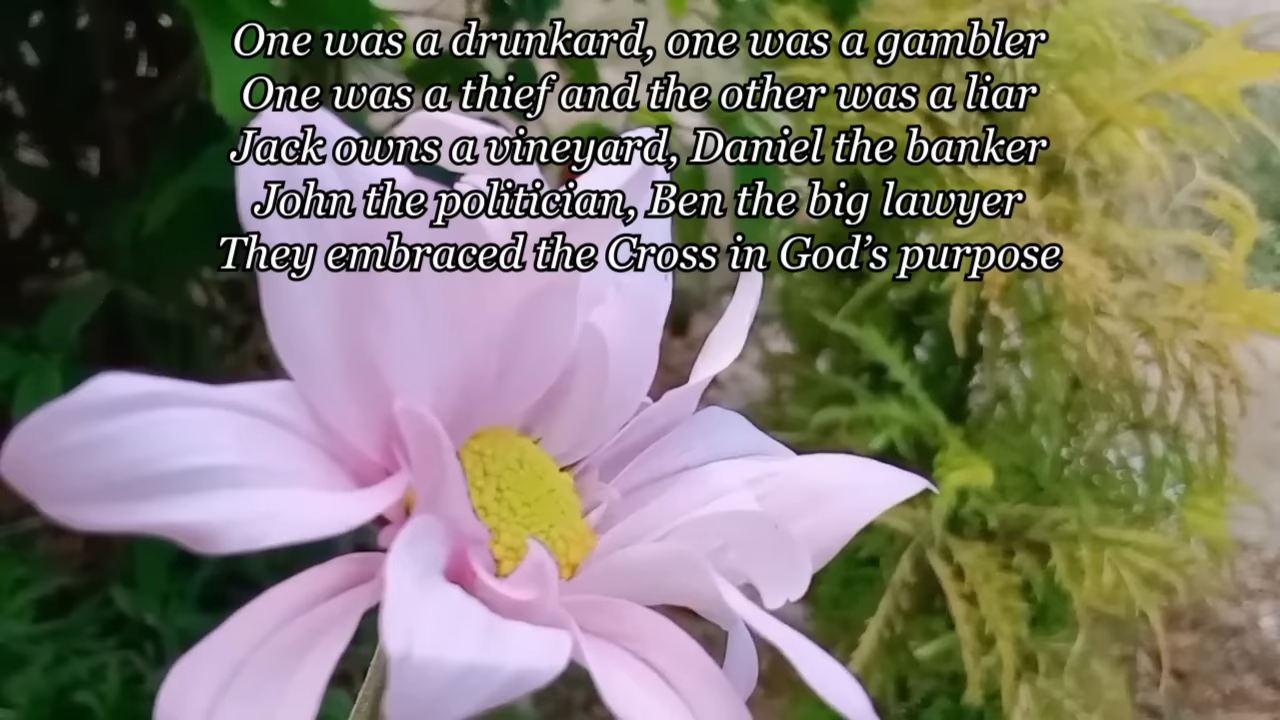 One was a drunkard, one was a gambler
One was a thief and the other was a liar
Jack owns a vineyard, Daniel the banker
John the politician, Ben the big lawyer
They embraced the Cross in God’s purpose